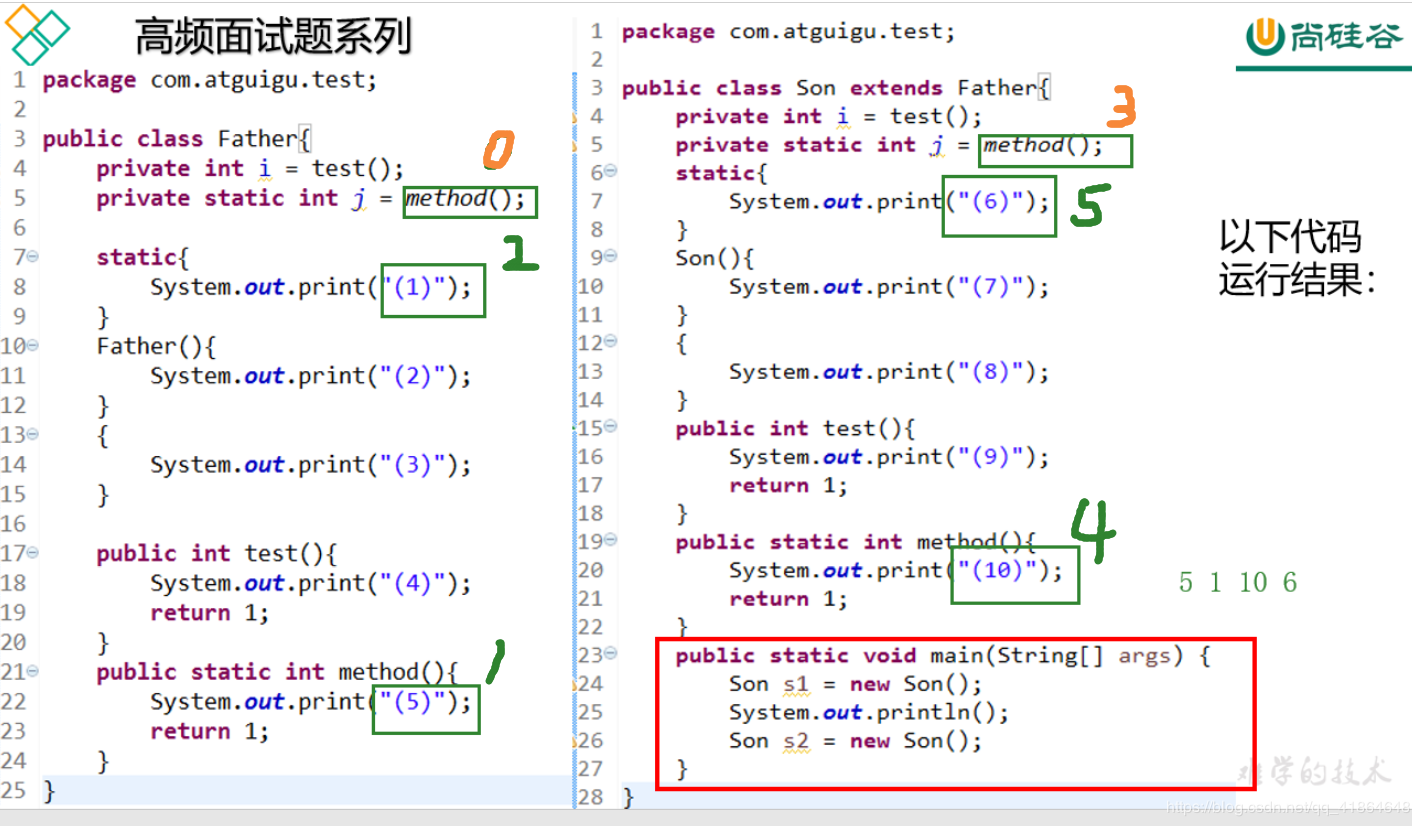 高频面试题系列
1 package com.atguigu.test;
2
3 public class Father{
4 private int i = test();
5 private static int j = method();
6
7 static{
8 System.out.print("(1)");
9 }
10 Father(){
11 System.out.print("(2)");
12 }
13 {
14 System.out.print("(3)");
15 }
16
17 public int test(){
18 System.out.print("(4)");
19 return 1;
20 }
21 public static int method(){
22 System.out.print("(5)");
23 return 1;
24 }
25 }
0
2
1
1 package com.atguigu.test;
2
3 public class Son extends Father{
4 private int i = test();
5 private static int j = method();
6 static{
7 System.out.print("(6)");
8 }
9 Son(){
10 System.out.print("(7)");
11 }
12 {
13 System.out.print("(8)");
14 }
15 public int test(){
16 System.out.print("(9)");
17 return 1;
18 }
19 public static int method(){
20 System.out.print("(10)");
21 return 1;
22 }
23 public static void main(String[] args) {
24 Son s1 = new Son();
25 System.out.println();
26 Son s2 = new Son();
27 }
28 }
3
5
4
尚硅谷
以下代码
运行结果：
5 1 10 6
难学的技术
https://blog.csdn.net/qq_41864648